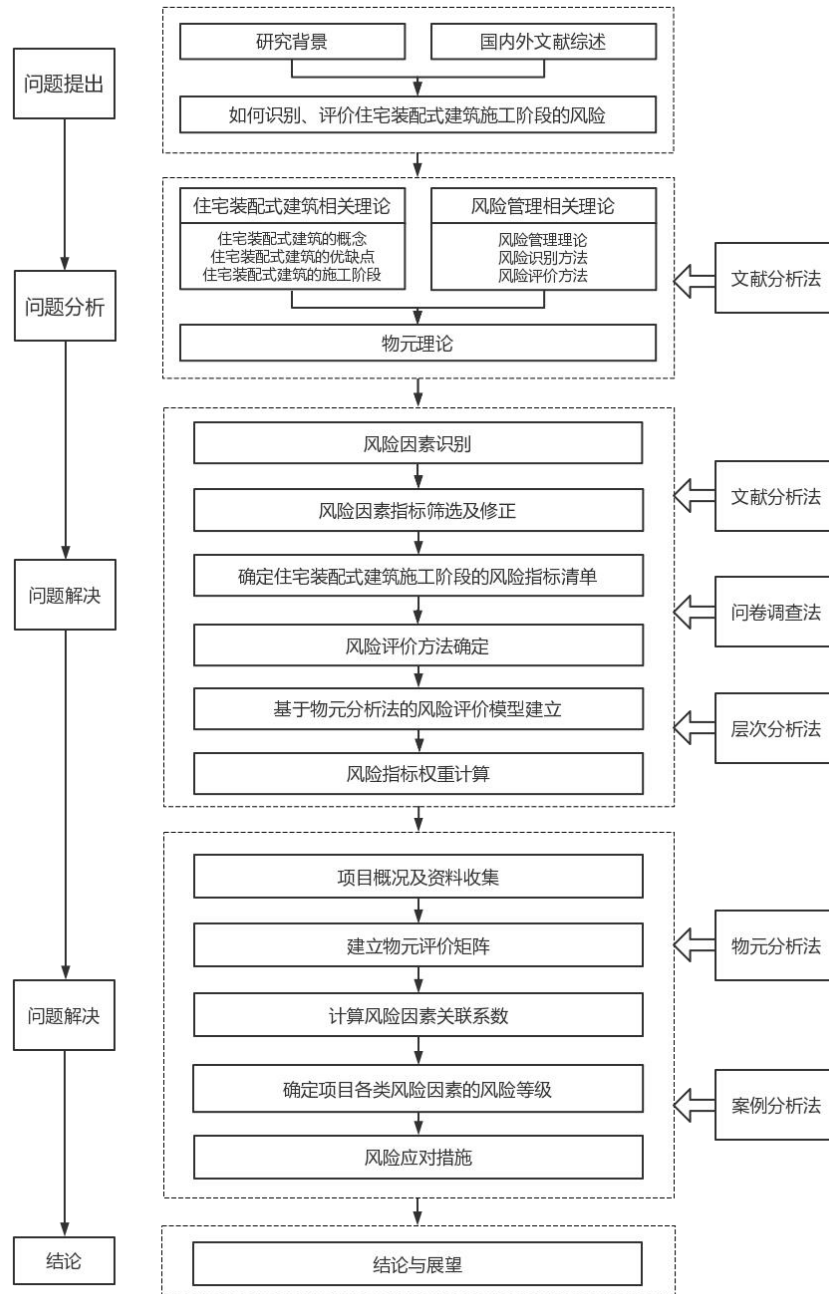 问题提出
研究背景
国内外文献综述
如何识别、评价住宅装配式建筑施工阶段的风险
问题分析
住宅装配式建筑相关理论
住宅装配式建筑的概念
住宅装配式建筑的优缺点
住宅装配式建筑的施工阶段
风险管理相关理论
风险管理理论
风险识别方法
风险评价方法
物元理论
文献分析法
问题解决
风险因素识别
风险因素指标筛选及修正
确定住宅装配式建筑施工阶段的风险指标清单
风险评价方法确定
基于物元分析法的风险评价模型建立
风险指标权重计算
文献分析法
问卷调查法
层次分析法
问题解决
项目概况及资料收集
建立物元评价矩阵
计算风险因素关联系数
确定项目各类风险因素的风险等级
风险应对措施
物元分析法
案例分析法
结论
结论与展望